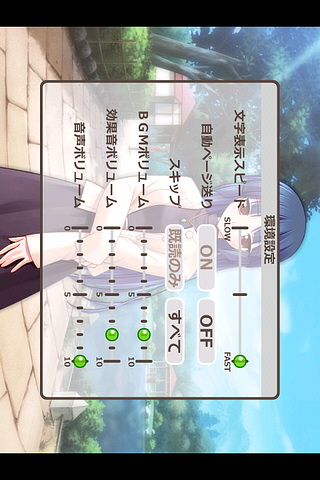 環境設定
文字表示スピード
SLOW FAST
自動ページ送り ON OFF
スキップ 既読のみ すべて
BGMボリューム
効果音ボリューム
音声ボリューム
0 5 10
0 5 10
0 5 10